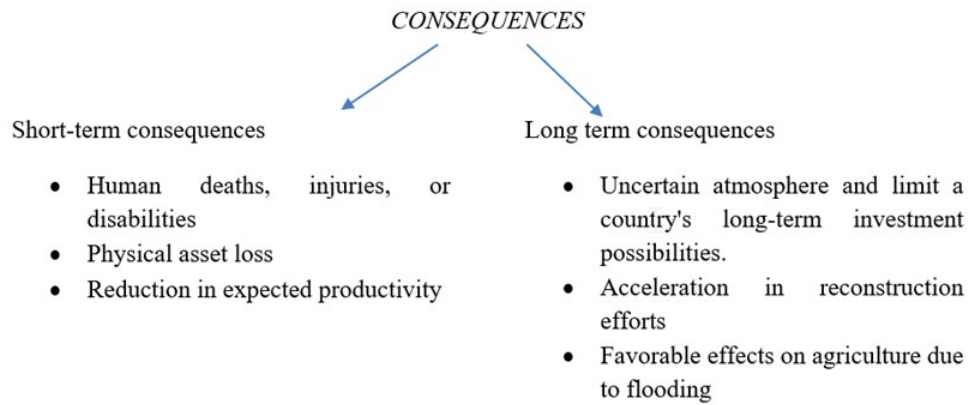 CONSEQUENCES
Short-term consequences
• Human deaths, injuries, or
disabilities
• Physical asset loss
• Reduction in expected productivity
Long term consequences
• Uncertain atmosphere and limit a
country's long-term investment
possibilities.
• Acceleration in reconstruction
efforts
• Favorable effects on agriculture due
to flooding